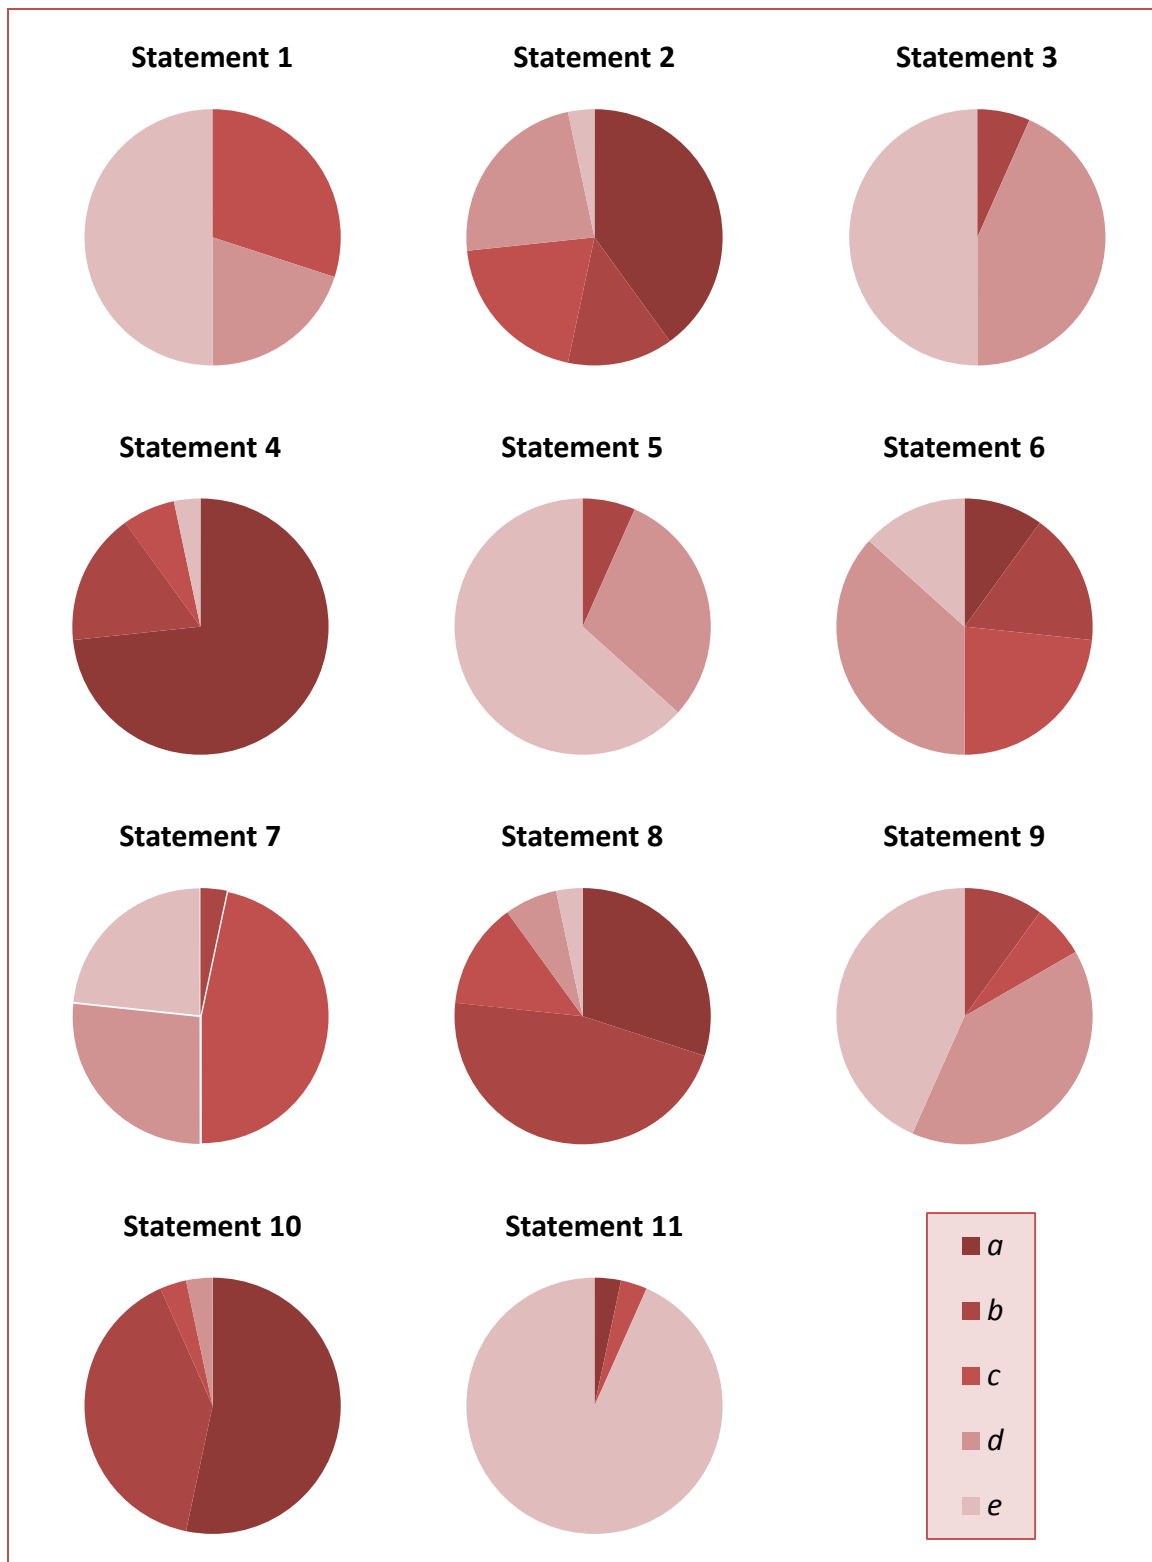 Statement 1
Statement 2
Statement 3
Statement 4
Statement 5
Statement 6
Statement 7
Statement 8
Statement 9
Statement 10
Statement 11
a
b
c
d
e